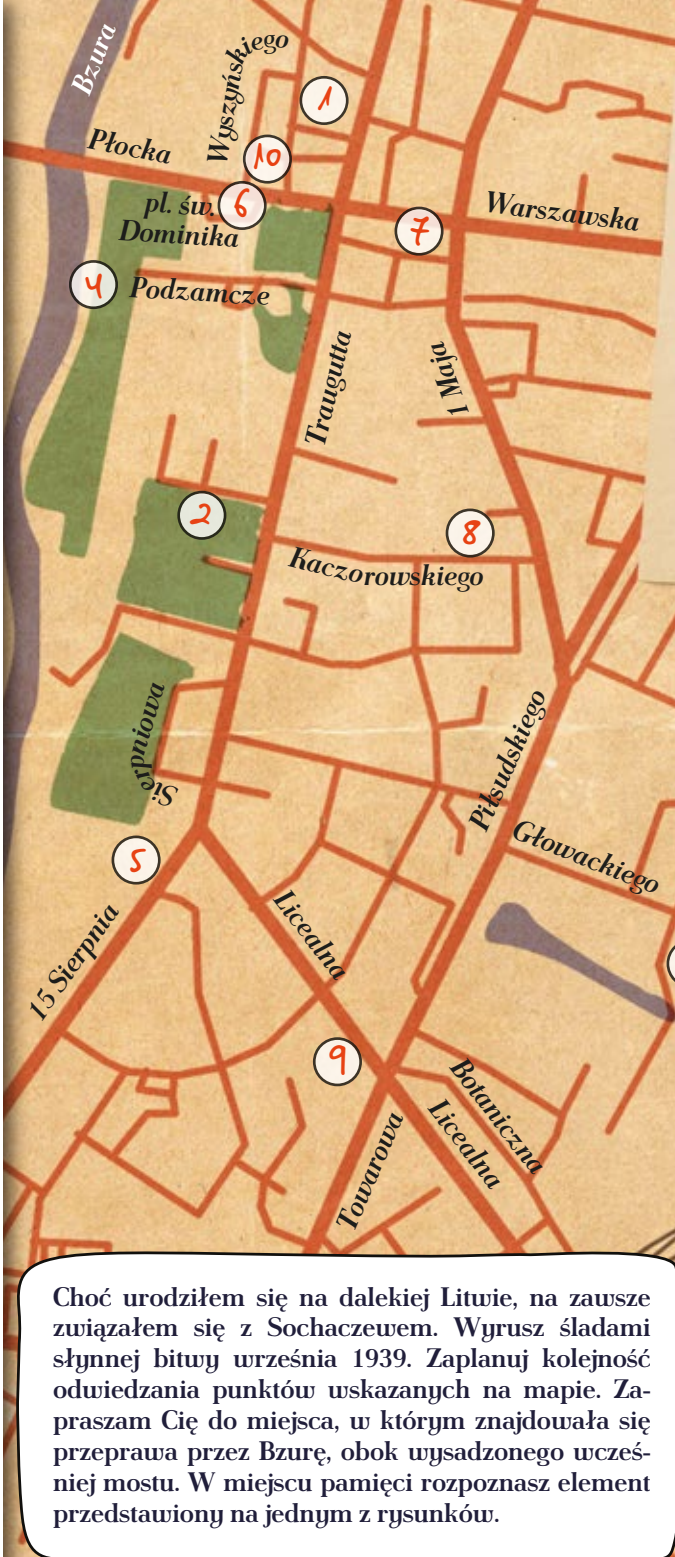 Bzura
Wyszyńskiego
1
Płocka
10
6
pl. św.
Dominika
7
Warszawska
4
Podzamcze
Traugutta
1 Maja
2
8
Kaczorowskiego
Sierpniowa
Piłsudskiego
Głowackiego
5
Licealna
15 Sierpnia
9
Botaniczna
Licealna
Towarowa
Choć urodziłem się na dalekiej Litwie, na zawsze
związałem się z Sochaczewem. Wyrusz śladami
słynnej bitwy września 1939. Zaplanuj kolejność
odwiedzania punktów wskazanych na mapie. Za-
praszam Cię do miejsca, w którym znajdowała się
przeprawa przez Bzurę, obok wysadzonego wcześ-
niej mostu. W miejscu pamięci rozpoznasz element
przedstawiony na jednym z rysunków.